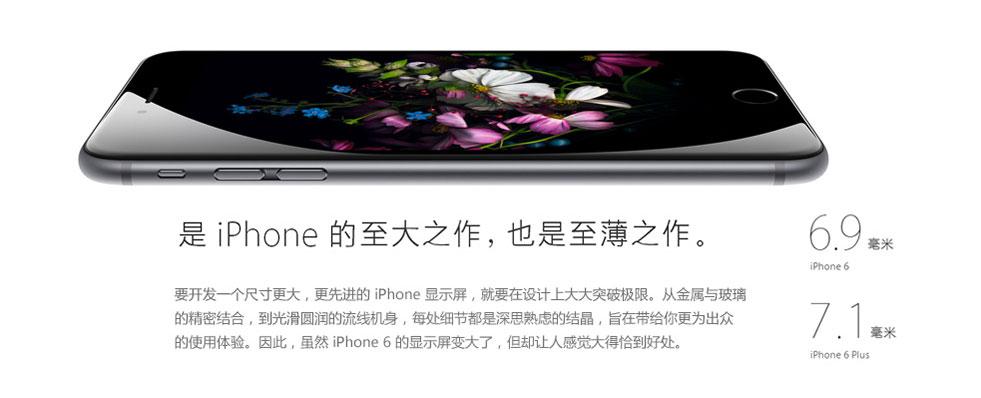 是 iPhone 的至大之作，也是至薄之作。
要开发一个尺寸更大，更先进的 iPhone 显示屏，就要在设计上大大突破极限。从金属与玻璃
的精密结合，到光滑圆润的流线机身，每处细节都是深思熟虑的结晶，旨在带给你更为出众
的使用体验。因此，虽然 iPhone 6 的显示屏变大了，但却让人感觉大得恰到好处。
6.9 毫米
iPhone 6
7.1 毫米
iPhone 6 Plus